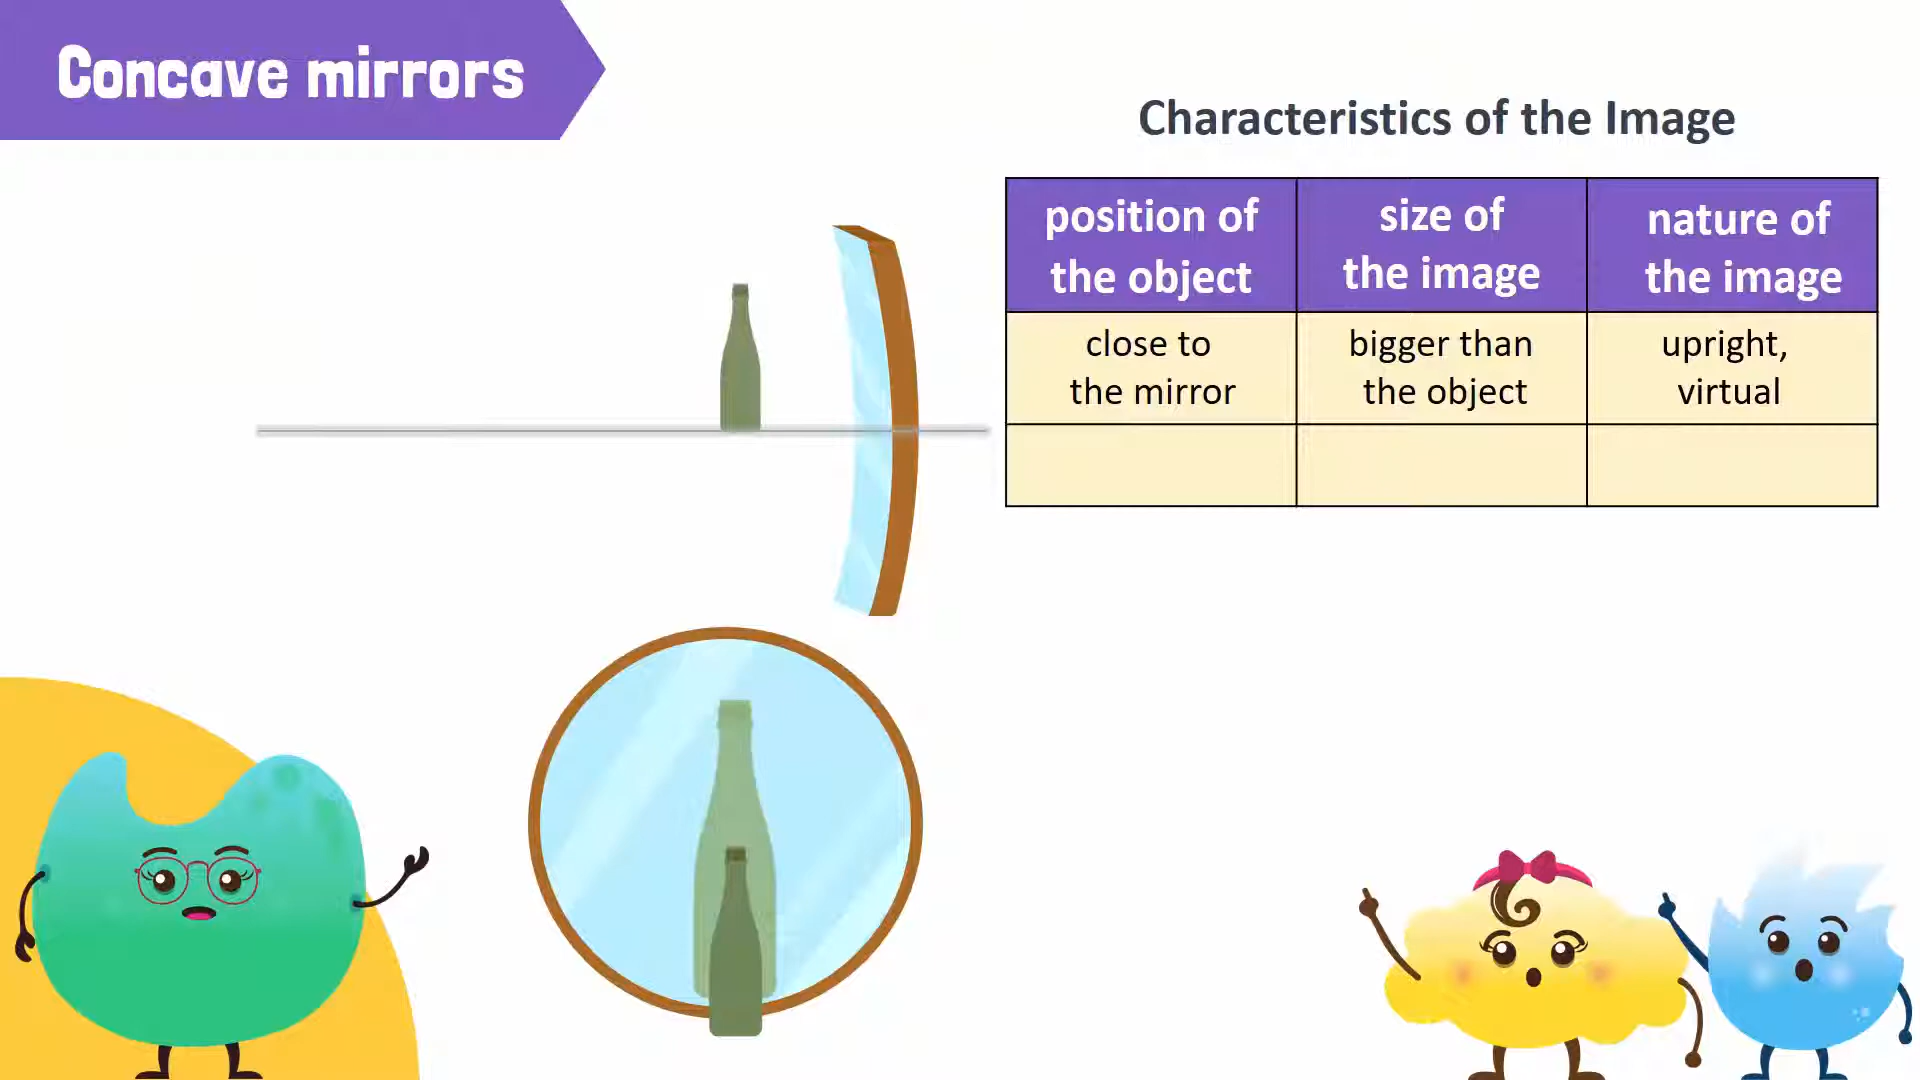 Concave mirrors
Characteristics of the Image
position of
the object
size of
the image
nature of
the image
close to
the mirror
bigger than
the object
upright,
virtual